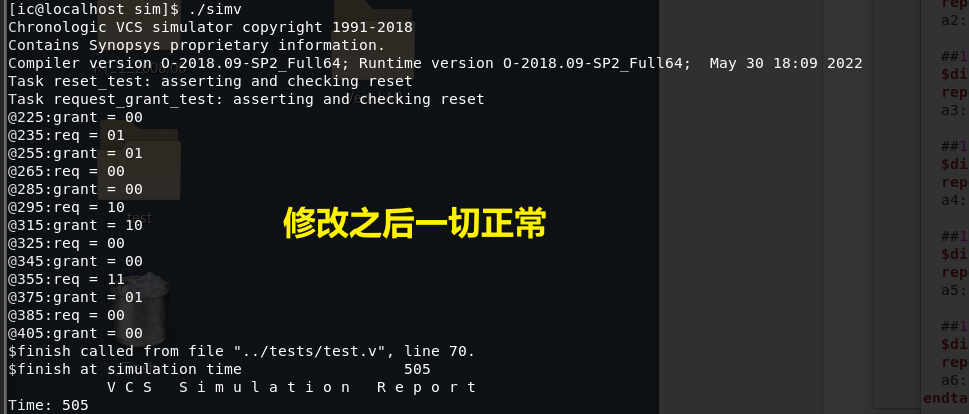 [ic@localhost sim]$ ./simv
Chronologic VCS simulator copyright 1991-2018
Contains Synopsys proprietary information.
Compiler version O-2018.09-SP2_Full64; Runtime version O-2018.09-SP2_Full64;  May 30 18:09 2022
Task reset_test: asserting and checking reset
Task request_grant_test: asserting and checking reset
@225:grant = 00
@235:req = 01
@255:grant = 01
@265:req = 00
@285:grant = 00
@295:req = 10
@315:grant = 10
@325:req = 00
@345:grant = 00
@355:req = 11
@375:grant = 01
@385:req = 00
@405:grant = 00
$finish called from file "../tests/test.v", line 70.
$finish at simulation time                  505
V C S   S i m u l a t i o n   R e p o r t
Time: 505
修改之后一切正常
test
rep
a2:
##1
$di
rep
a3:
##1
$di
rep
a4:
##1
$di
rep
a5:
##1
$di
rep
a6:
endta